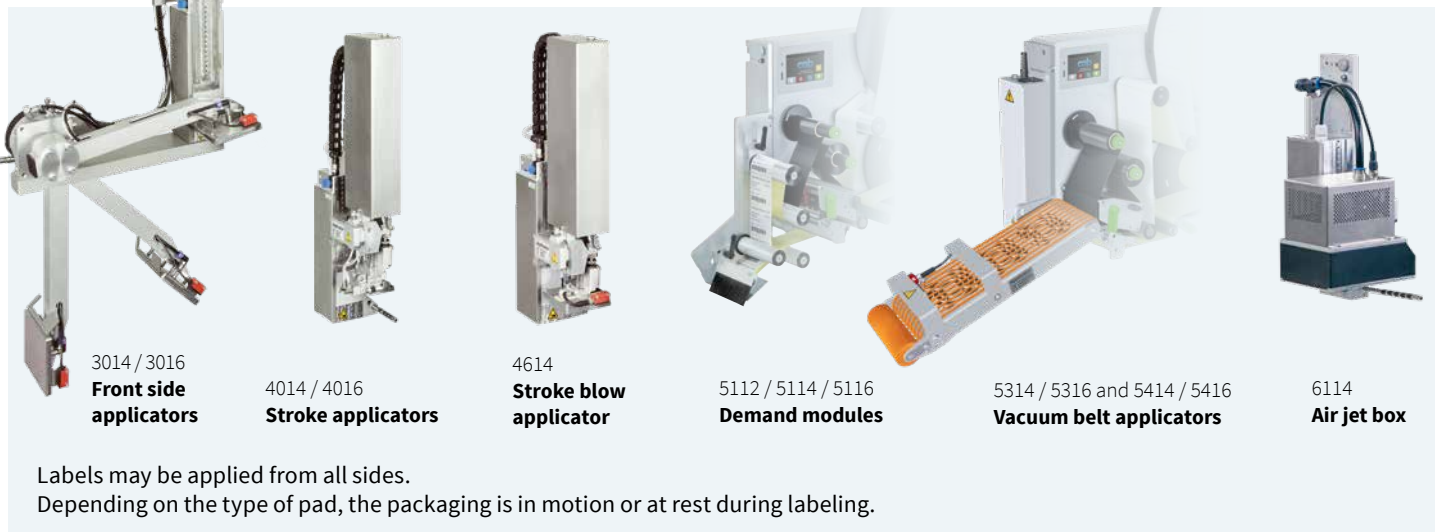 3014 / 3016
Front side
applicators
4014 / 4016
Stroke applicators
4614
Stroke blow
applicator
5112 / 5114 / 5116
Demand modules
5314 / 5316 and 5414 / 5416
Vacuum belt applicators
6114
Air jet box
Labels may be applied from all sides.
Depending on the type of pad, the packaging is in motion or at rest during labeling.